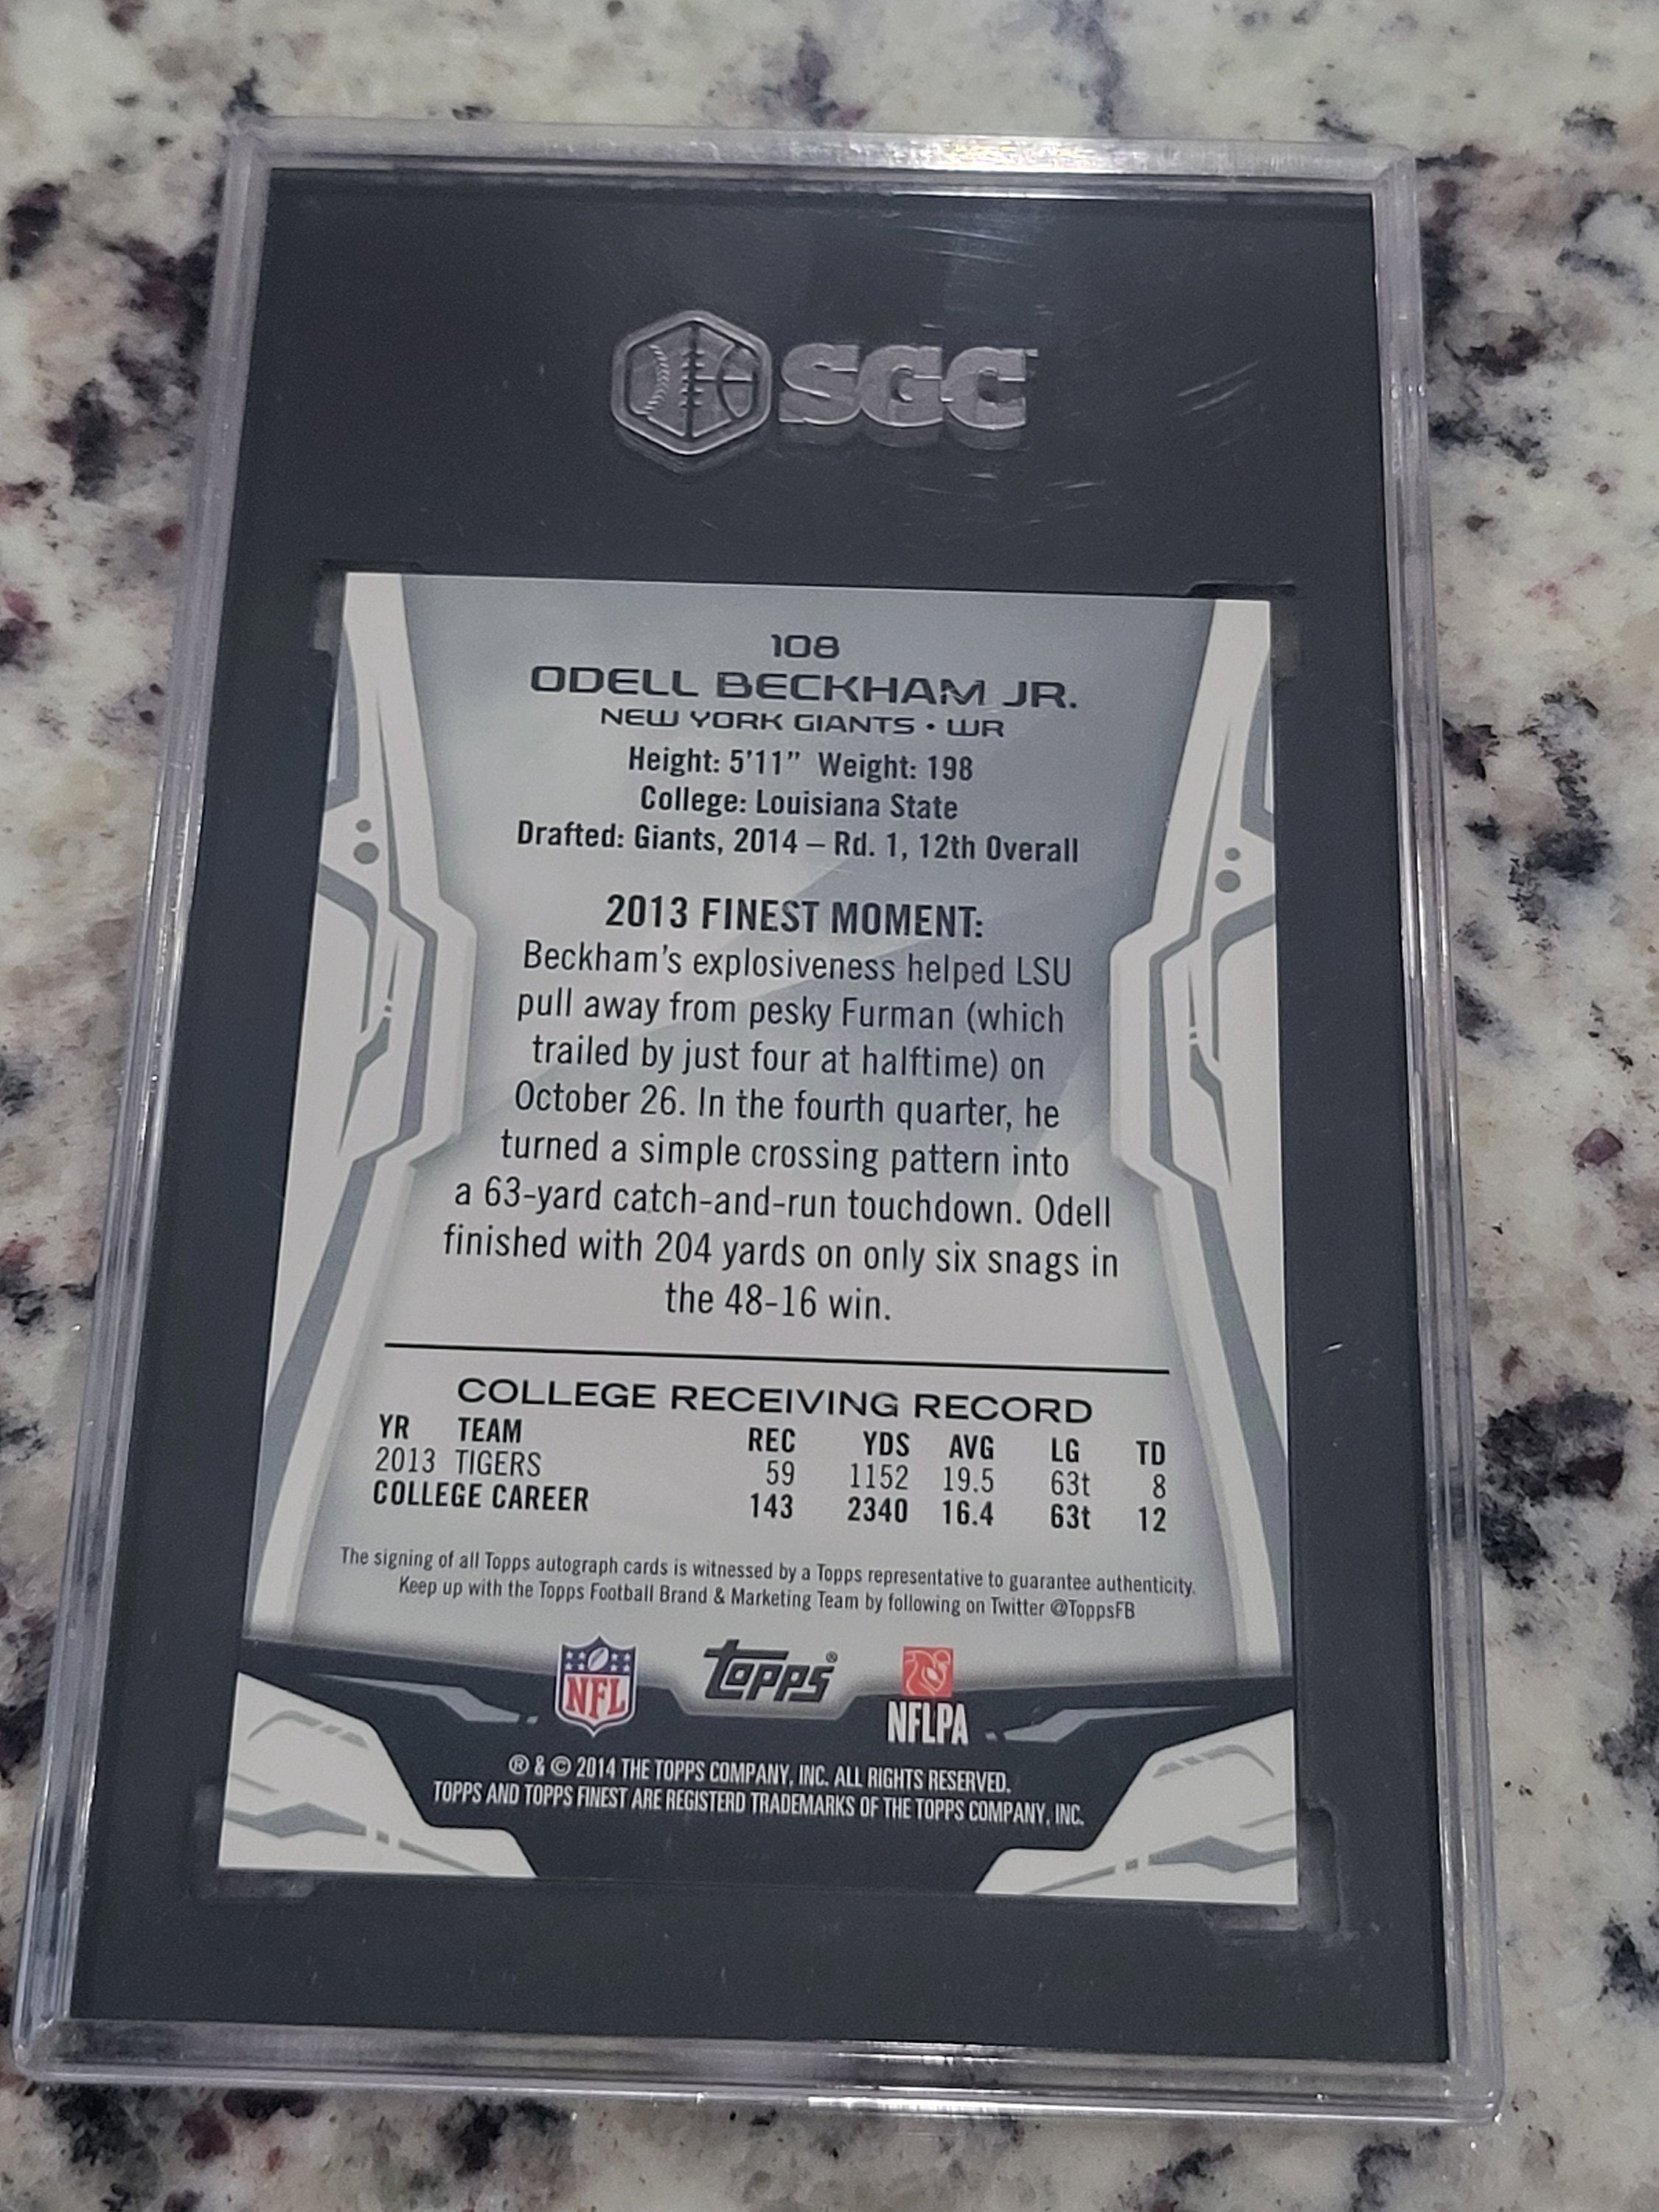 SGC
108
ODELL BECKHAM JR.
NEW YORK GIANTS • WR
Height: 5'11" Weight: 198
College: Louisiana State
Drafted: Giants, 2014 – Rd. 1, 12th Overall
2013 FINEST MOMENT:
Beckham's explosiveness helped LSU
pull away from pesky Furman (which
trailed by just four at halftime) on
October 26. In the fourth quarter, he
turned a simple crossing pattern into
a 63-yard catch-and-run touchdown. Odell
finished with 204 yards on only six snags in
the 48-16 win.
COLLEGE RECEIVING RECORD
YR TEAM REC YDS AVG LG TD
2013 TIGERS 59 1152 19.5 63t 8
COLLEGE CAREER 143 2340 16.4 63t 12
The signing of all Topps autograph cards is witnessed by a Topps representative to guarantee authenticity.
Keep up with the Topps Football Brand & Marketing Team by following on Twitter @ToppsFB
NFL topps® NFLPA
® & © 2014 THE TOPPS COMPANY, INC. ALL RIGHTS RESERVED.
TOPPS AND TOPPS FINEST ARE REGISTERD TRADEMARKS OF THE TOPPS COMPANY, INC.